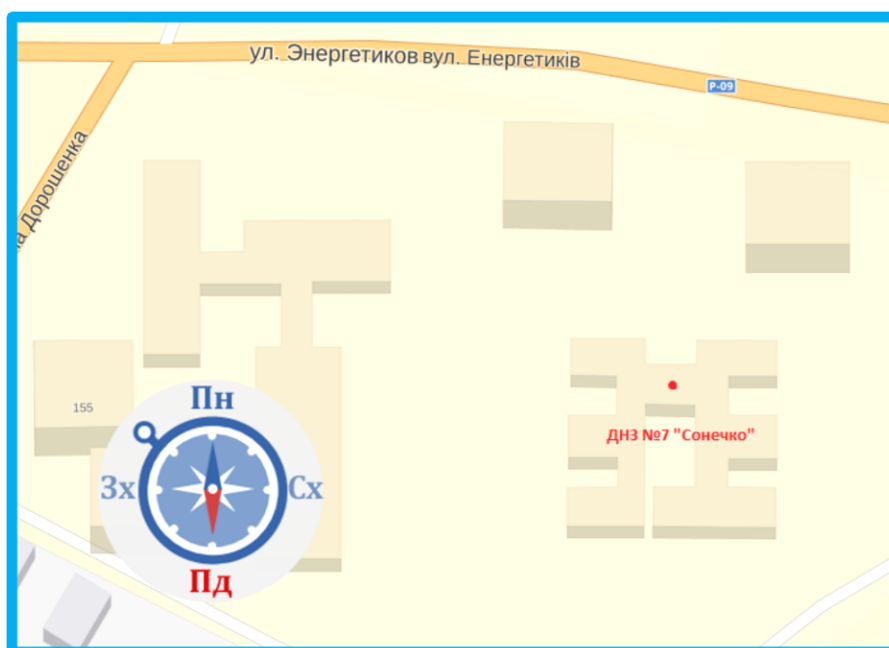 ул. Энергетиков вул. Енергетиків
Р-09
а Дорошенка
155
ДНЗ №7 "Сонечко"
Пн
Зх
Сх
Пд